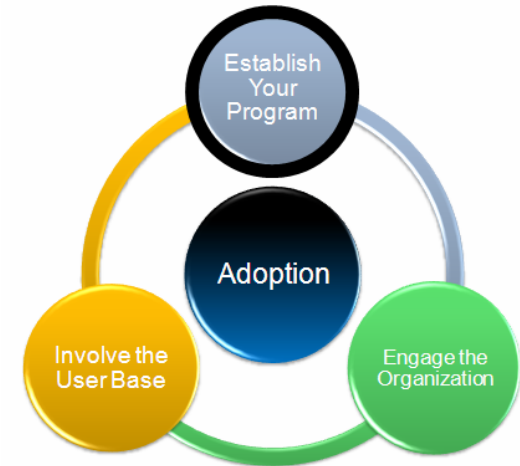 Establish
Your
Program
Adoption
Involve the
User Base
Engage the
Organization